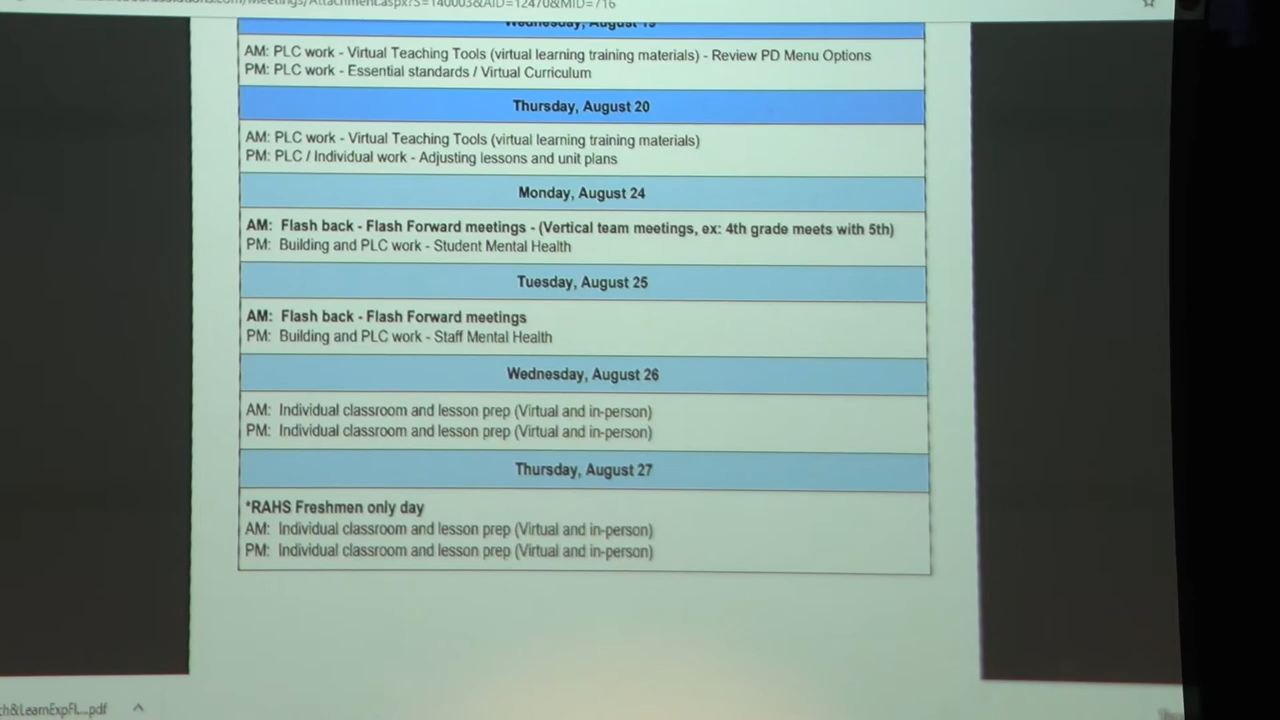 Wednesday, August 19
AM: PLC work - Virtual Teaching Tools (virtual learning training materials) - Review PD Menu Options
PM: PLC work - Essential standards / Virtual Curriculum
Thursday, August 20
AM: PLC work - Virtual Teaching Tools (virtual learning training materials)
PM: PLC / Individual work - Adjusting lessons and unit plans
Monday, August 24
AM: Flash back - Flash Forward meetings - (Vertical team meetings, ex: 4th grade meets with 5th)
PM: Building and PLC work - Student Mental Health
Tuesday, August 25
AM: Flash back - Flash Forward meetings
PM: Building and PLC work - Staff Mental Health
Wednesday, August 26
AM: Individual classroom and lesson prep (Virtual and in-person)
PM: Individual classroom and lesson prep (Virtual and in-person)
Thursday, August 27
*RAHS Freshmen only day
AM: Individual classroom and lesson prep (Virtual and in-person)
PM: Individual classroom and lesson prep (Virtual and in-person)
ch&LearnExpFL...pdf